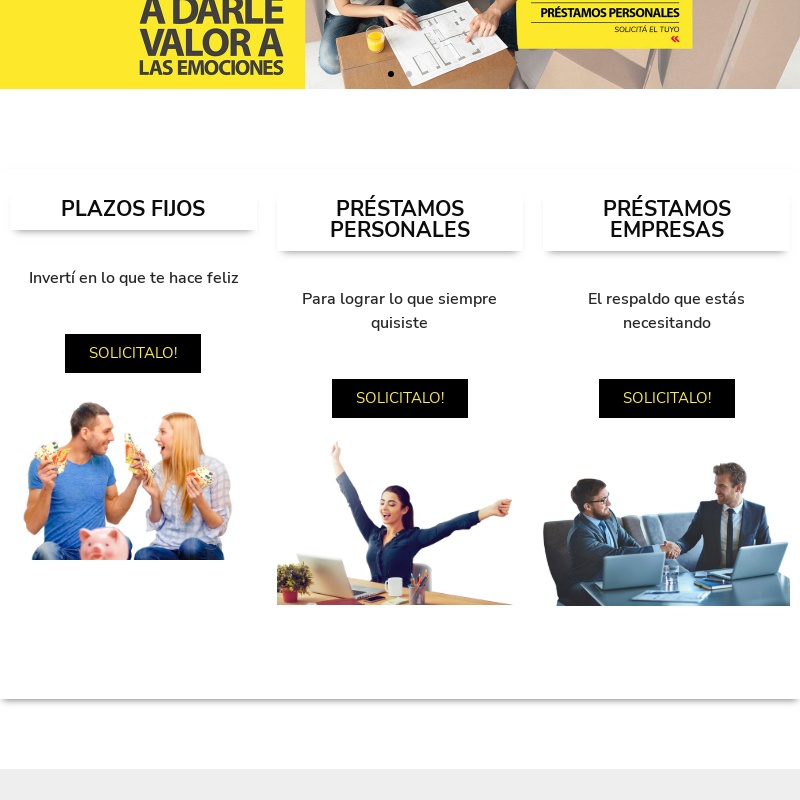 A DARLE
VALOR A
LAS EMOCIONES
PRÉSTAMOS PERSONALES
SOLICITÁ EL TUYO
PLAZOS FIJOS
Invertí en lo que te hace feliz
SOLICITALO!
PRÉSTAMOS
PERSONALES
Para lograr lo que siempre
quisiste
SOLICITALO!
PRÉSTAMOS
EMPRESAS
El respaldo que estás
necesitando
SOLICITALO!